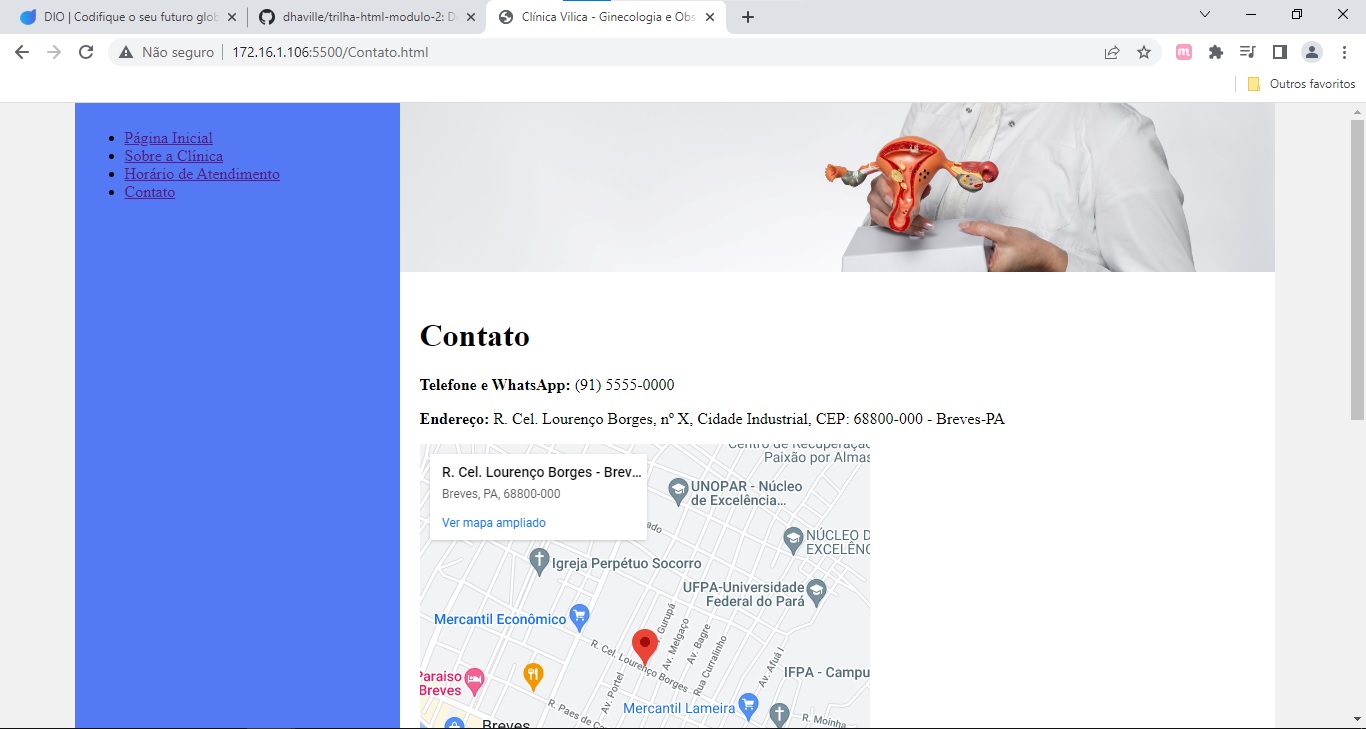 DIO | Codifique o seu futuro glob
dhaville/trilha-html-modulo-2: D
Clínica Vilica - Ginecologia e Obs
Não seguro
172.16.1.106:5500/Contato.html
Outros favoritos
Página Inicial
Sobre a Clínica
Horário de Atendimento
Contato
Contato
Telefone e WhatsApp: (91) 5555-0000
Endereço: R. Cel. Lourenço Borges, nº X, Cidade Industrial, CEP: 68800-000 - Breves-PA
R. Cel. Lourenço Borges - Brev...
Breves, PA, 68800-000
Ver mapa ampliado
Centro de Recuperação
Paixão por Almas
UNOPAR - Núcleo
de Excelência...
NÚCLEO D
EXCELÊNC
Igreja Perpétuo Socorro
UFPA-Universidade
Federal do Pará
Mercantil Econômico
Gurupá
Av. Melgaço
Av. Bagre
Rua Curralinho
Av. Afuá I
R. Cel. Lourenço Borges
IFPA - Campu
Paraiso
Breves
Av. Portel
Mercantil Lameira
R. Paes de Ca
R. Moinha
Breves